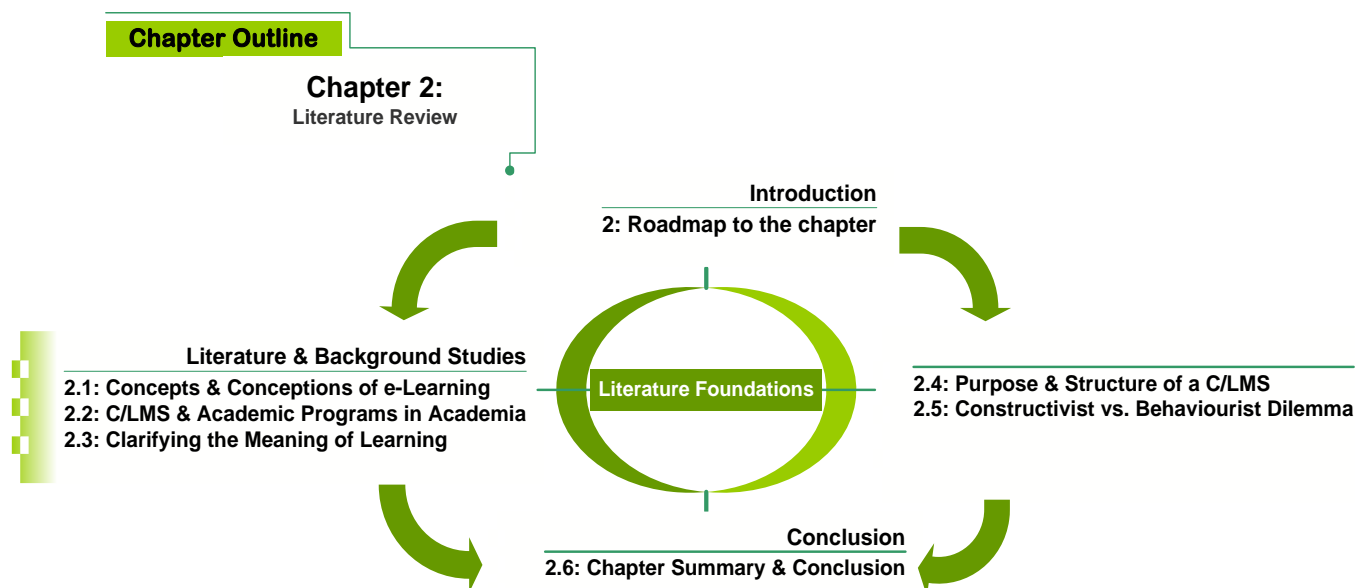 Chapter Outline
Chapter 2:
Literature Review
Introduction
2: Roadmap to the chapter
Literature & Background Studies
2.1: Concepts & Conceptions of e-Learning
2.2: C/LMS & Academic Programs in Academia
2.3: Clarifying the Meaning of Learning
Literature Foundations
2.4: Purpose & Structure of a C/LMS
2.5: Constructivist vs. Behaviourist Dilemma
Conclusion
2.6: Chapter Summary & Conclusion